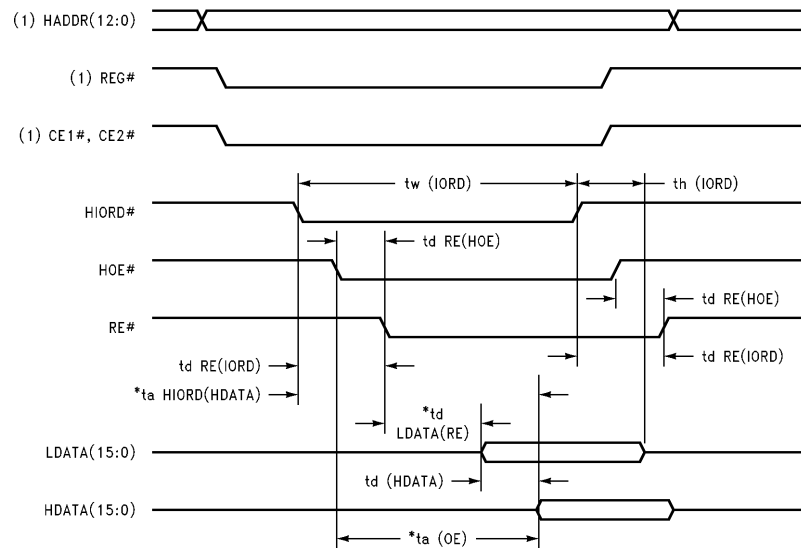 (1) HADDR(12:0)
(1) REG#
(1) CE1#, CE2#
tw (IORD)
th (IORD)
HIORD#
td RE(HOE)
HOE#
td RE(HOE)
RE#
td RE(IORD)
td RE(IORD)
*ta HIORD(HDATA)
*td
LDATA(RE)
LDATA(15:0)
td (HDATA)
HDATA(15:0)
*ta (OE)